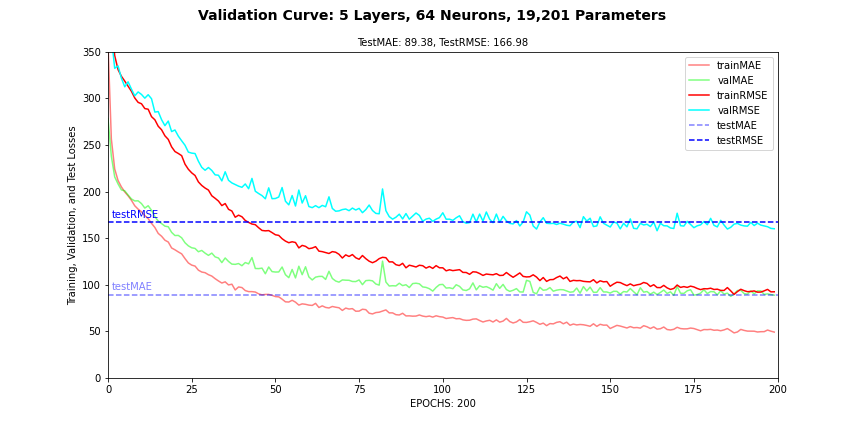 Validation Curve: 5 Layers, 64 Neurons, 19,201 Parameters
TestMAE: 89.38, TestRMSE: 166.98
350
300
250
200
150
100
50
0
Training, Validation, and Test Losses
testRMSE
testMAE
trainMAE
valMAE
trainRMSE
valRMSE
testMAE
testRMSE
0 25 50 75 100 125 150 175 200
EPOCHS: 200